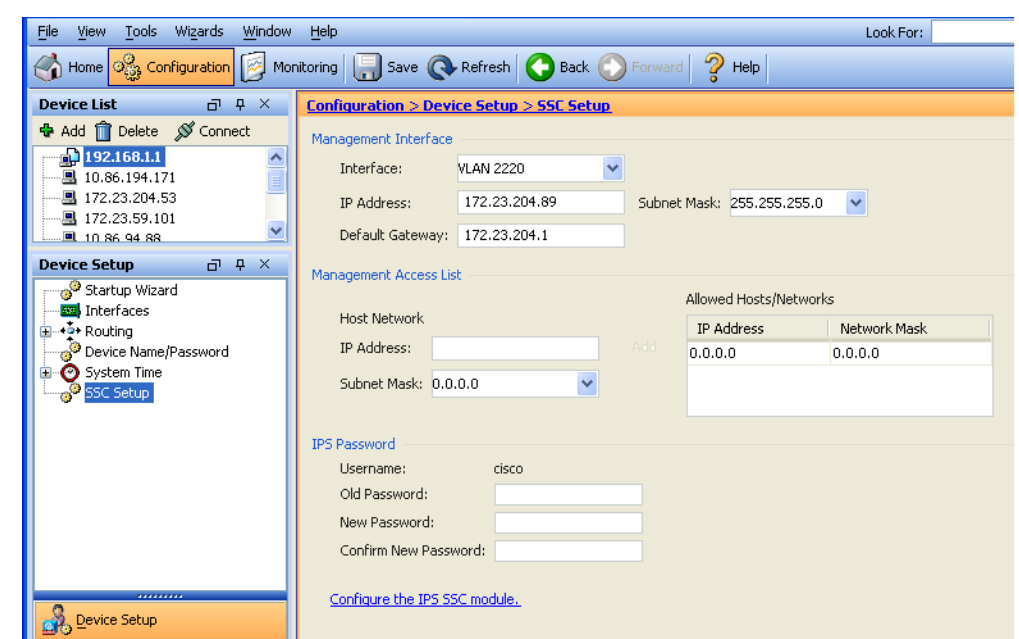 File View Tools Wizards Window Help Look For:
Home Configuration Monitoring Save Refresh Back Forward Help
Device List
Add Delete Connect
192.168.1.1
10.86.194.171
172.23.204.53
172.23.59.101
10.86.94.88
Device Setup
Startup Wizard
Interfaces
Routing
Device Name/Password
System Time
SSC Setup
Device Setup
Configuration > Device Setup > SSC Setup
Management Interface
Interface: VLAN 2220
IP Address: 172.23.204.89 Subnet Mask: 255.255.255.0
Default Gateway: 172.23.204.1
Management Access List
Host Network
IP Address: Add
Subnet Mask: 0.0.0.0
Allowed Hosts/Networks
IP Address Network Mask
0.0.0.0 0.0.0.0
IPS Password
Username: cisco
Old Password:
New Password:
Confirm New Password:
Configure the IPS SSC module.